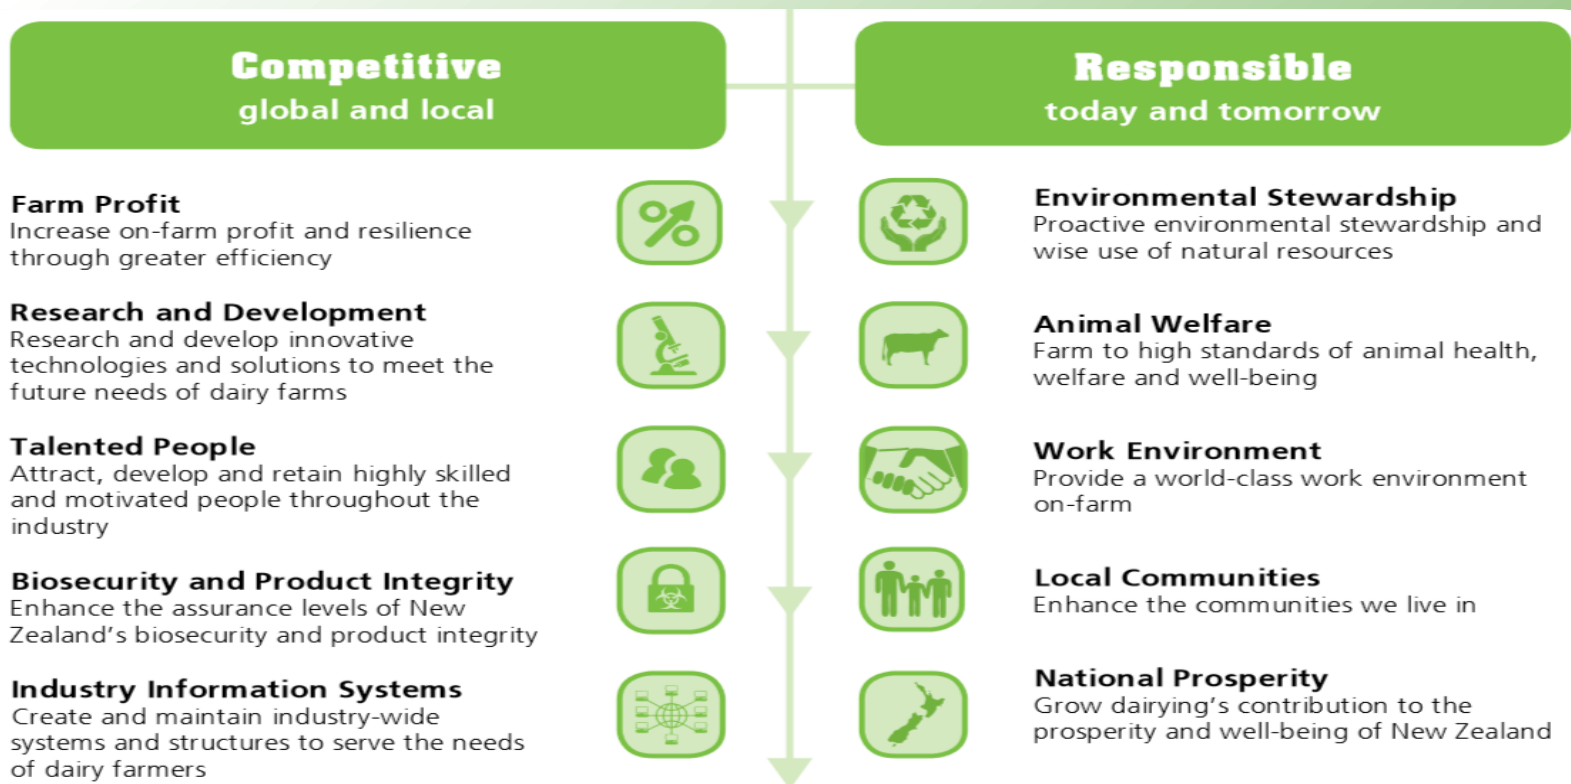 Competitive
global and local
Farm Profit
Increase on-farm profit and resilience
through greater efficiency
Research and Development
Research and develop innovative
technologies and solutions to meet the
future needs of dairy farms
Talented People
Attract, develop and retain highly skilled
and motivated people throughout the
industry
Biosecurity and Product Integrity
Enhance the assurance levels of New
Zealand’s biosecurity and product integrity
Industry Information Systems
Create and maintain industry-wide
systems and structures to serve the needs
of dairy farmers
Responsible
today and tomorrow
Environmental Stewardship
Proactive environmental stewardship and
wise use of natural resources
Animal Welfare
Farm to high standards of animal health,
welfare and well-being
Work Environment
Provide a world-class work environment
on-farm
Local Communities
Enhance the communities we live in
National Prosperity
Grow dairying’s contribution to the
prosperity and well-being of New Zealand